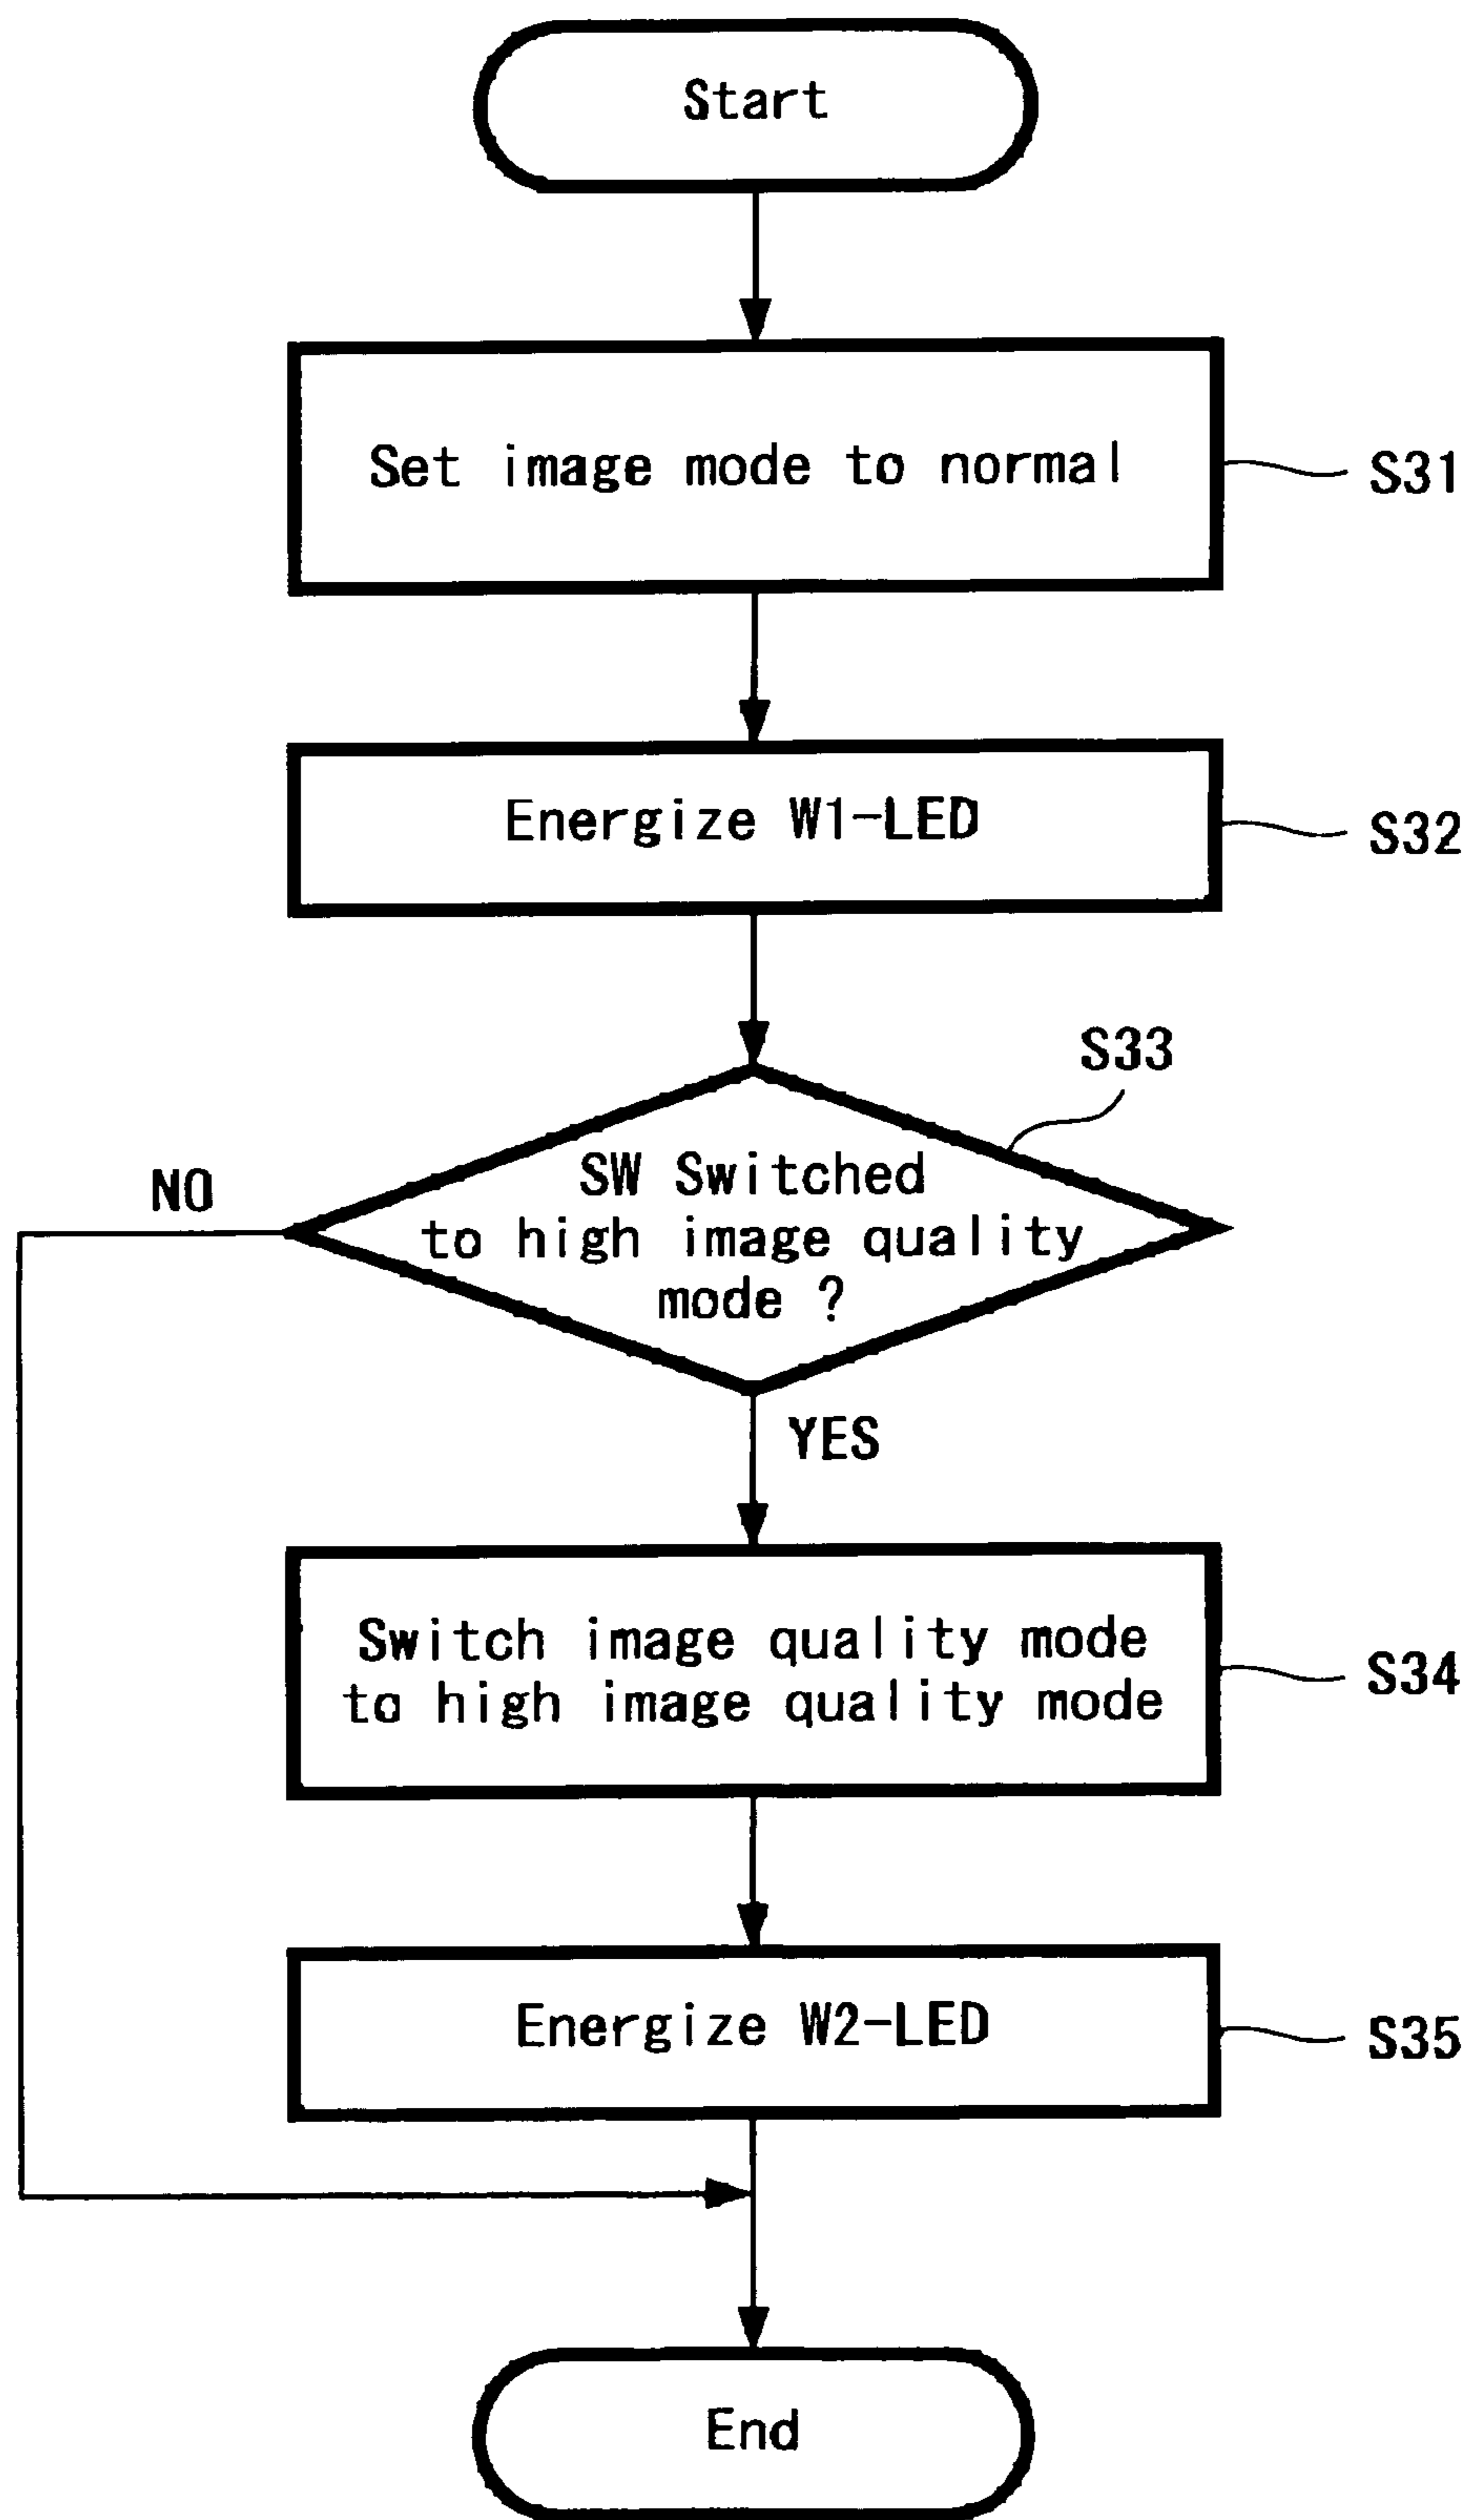 Start
Set image mode to normal
S31
Energize W1-LED
S32
S33
SW Switched
to high image quality
mode ?
NO
YES
Switch image quality mode
to high image quality mode
S34
Energize W2-LED
S35
End